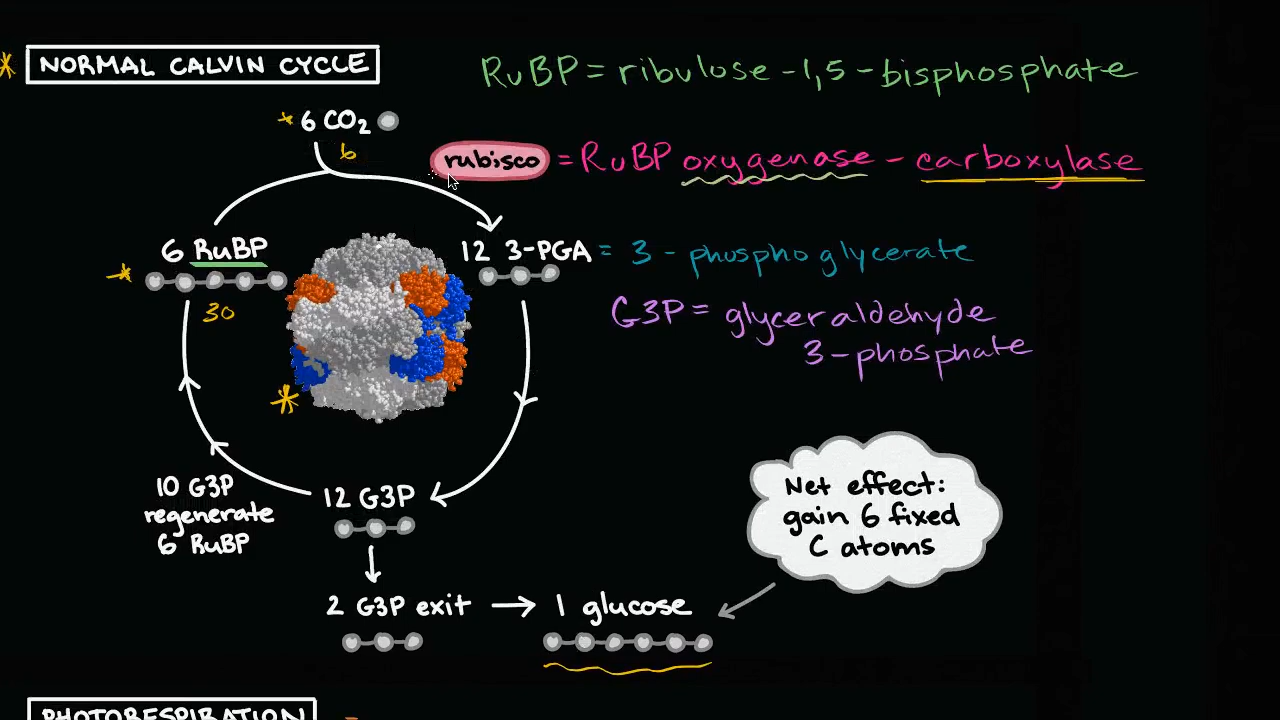 NORMAL CALVIN CYCLE
RuBP = ribulose -1,5 - bisphosphate
6 CO2
6
rubisco = RuBP oxygenase - carboxylase
6 RuBP
12 3-PGA = 3 - phosphoglycerate
30
G3P = glyceraldehyde
3-phosphate
10 G3P
regenerate
6 RuBP
12 G3P
Net effect:
gain 6 fixed
C atoms
2 G3P exit → 1 glucose
PHOTORESPIRATION